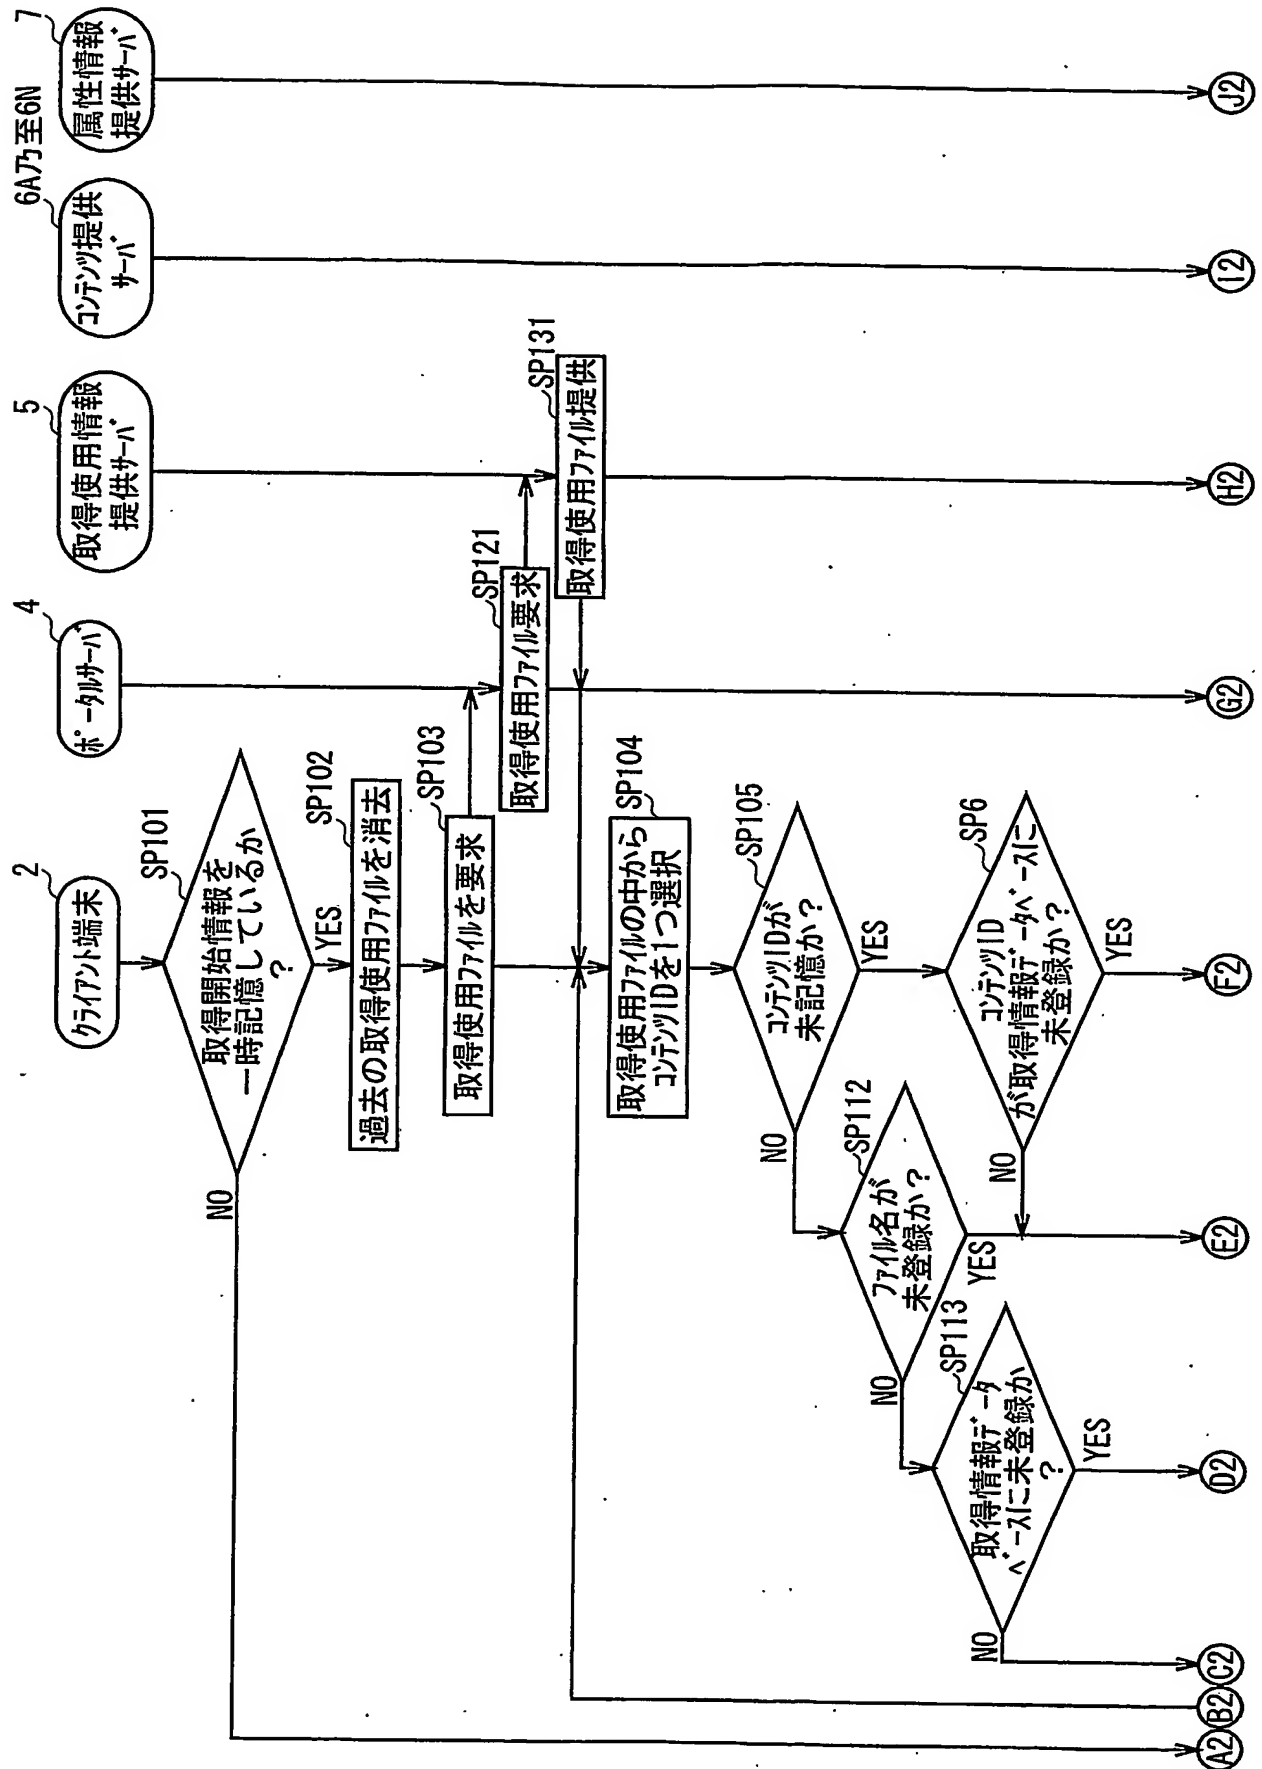 2
クライアント端末
4
ポータルサーバ
5
取得使用情報
提供サーバ
6A乃至6N
コンテンツ提供
サーバ
7
属性情報
提供サーバ
SP101
取得開始情報を
一時記憶しているか
?
NO
YES
SP102
過去の取得使用ファイルを消去
SP103
取得使用ファイルを要求
SP121
取得使用ファイル要求
SP131
取得使用ファイル提供
SP104
取得使用ファイルの中から
コンテンツIDを1つ選択
SP105
コンテンツIDが
未記憶か?
NO
YES
SP112
ファイル名が
未登録か?
NO
YES
SP6
コンテンツID
が取得情報データベースに
未登録か?
NO
YES
SP113
取得情報データ
ベースに未登録か
?
NO
YES
A2
B2
C2
D2
E2
F2
G2
H2
I2
J2